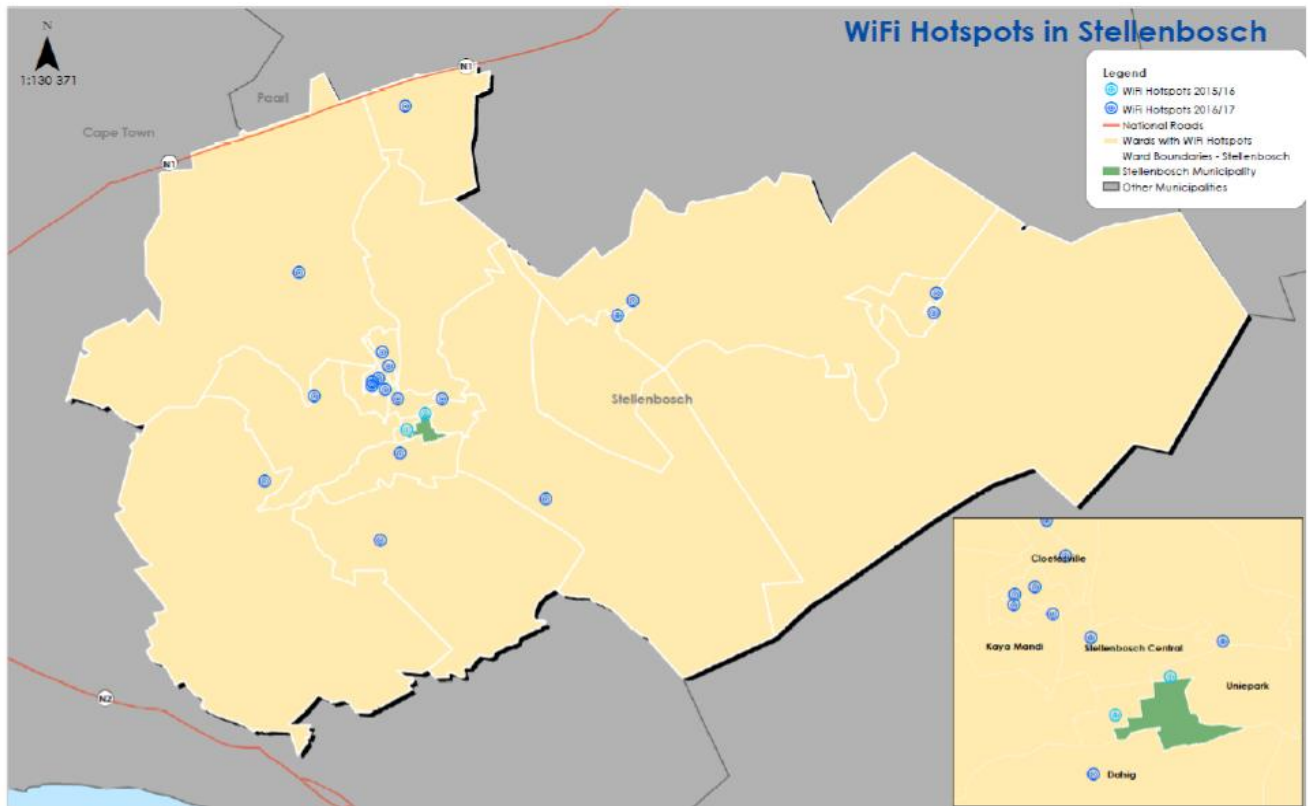 WiFi Hotspots in Stellenbosch
N
1:130 371
Legend
WiFi Hotspots 2015/16
WiFi Hotspots 2016/17
National Roads
Wards with WiFi Hotspots
Ward Boundaries - Stellenbosch
Stellenbosch Municipality
Other Municipalities
N1
Paarl
Cape Town
N1
Stellenbosch
N2
Cloetesville
Kaya Mandi
Stellenbosch Central
Uniepark
Dalsig